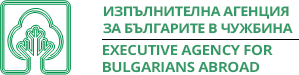 ИЗПЪЛНИТЕЛНА АГЕНЦИЯ
ЗА БЪЛГАРИТЕ В ЧУЖБИНА
EXECUTIVE AGENCY FOR
BULGARIANS ABROAD